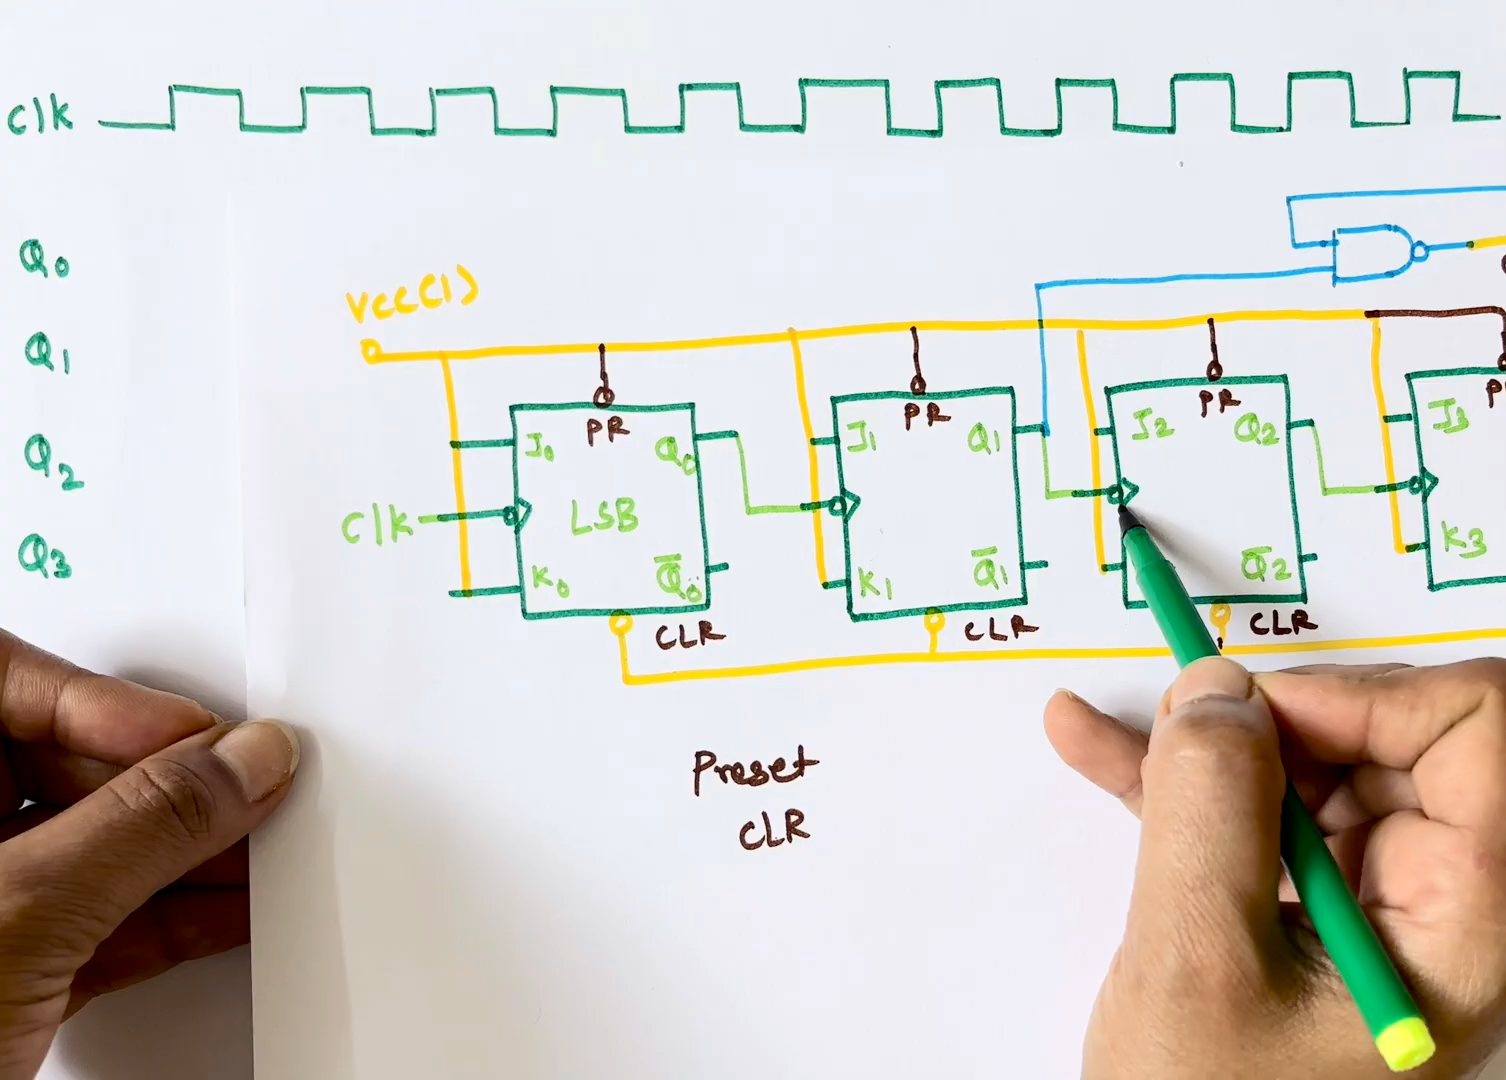 Clk
Q0
Q1
Q2
Q3
VCC(1)
PR
PR
PR
J0
Q0
J1
Q1
J2
Q2
J3
Clk
LSB
K0
Q̅0
K1
Q̅1
Q̅2
K3
CLR
CLR
CLR
Preset
CLR